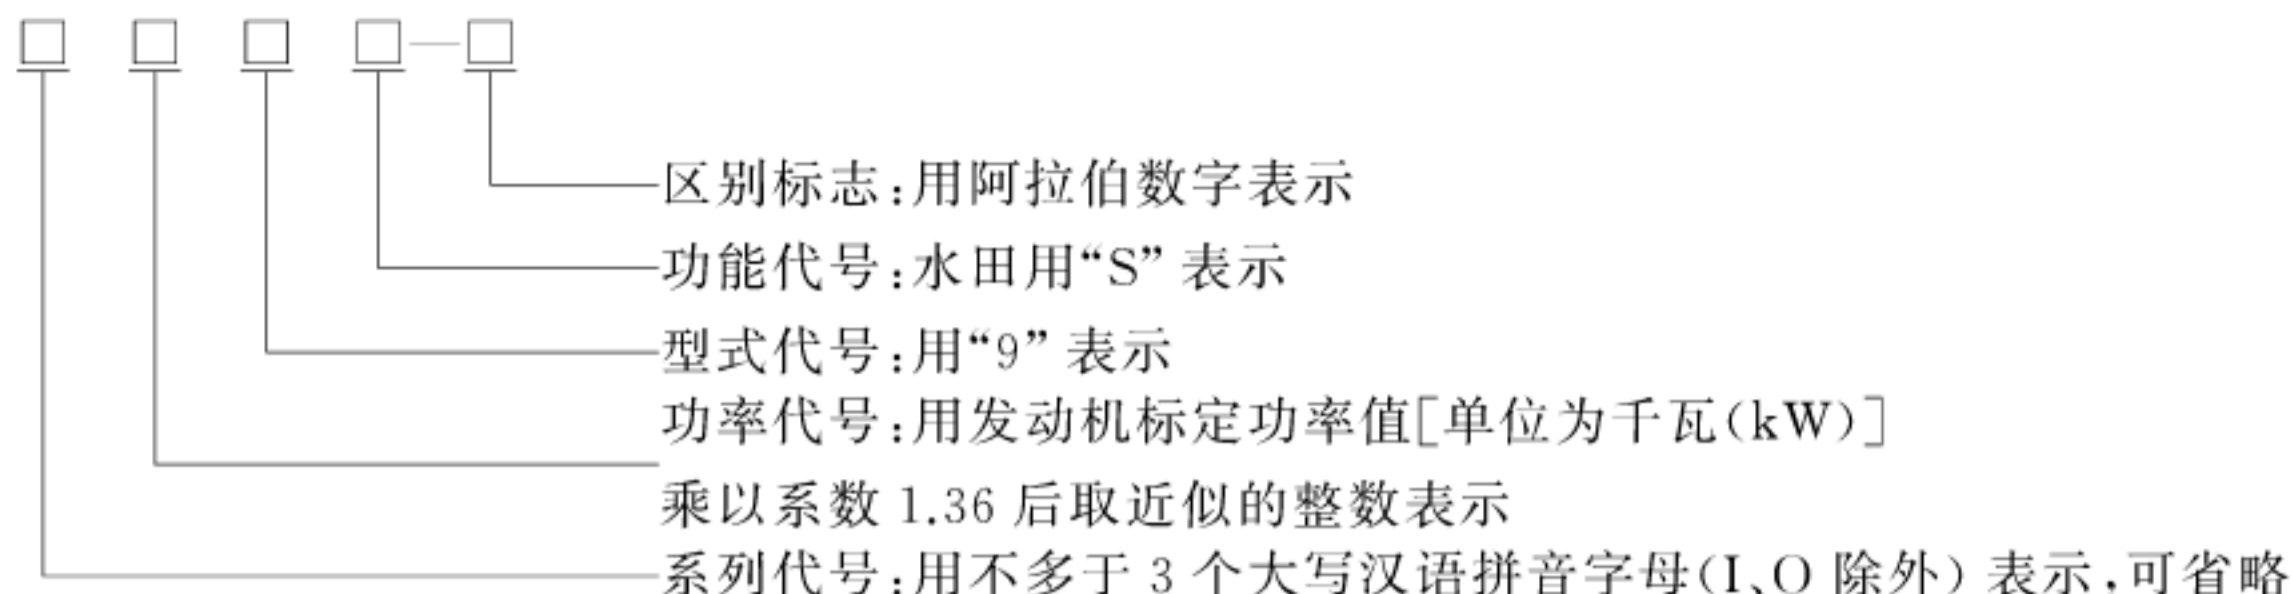 □ □ □ □—□
区别标志:用阿拉伯数字表示
功能代号:水田用“S”表示
型式代号:用“9”表示
功率代号:用发动机标定功率值[单位为千瓦(kW)]
乘以系数 1.36 后取近似的整数表示
系列代号:用不多于 3 个大写汉语拼音字母(I、O 除外)表示,可省略